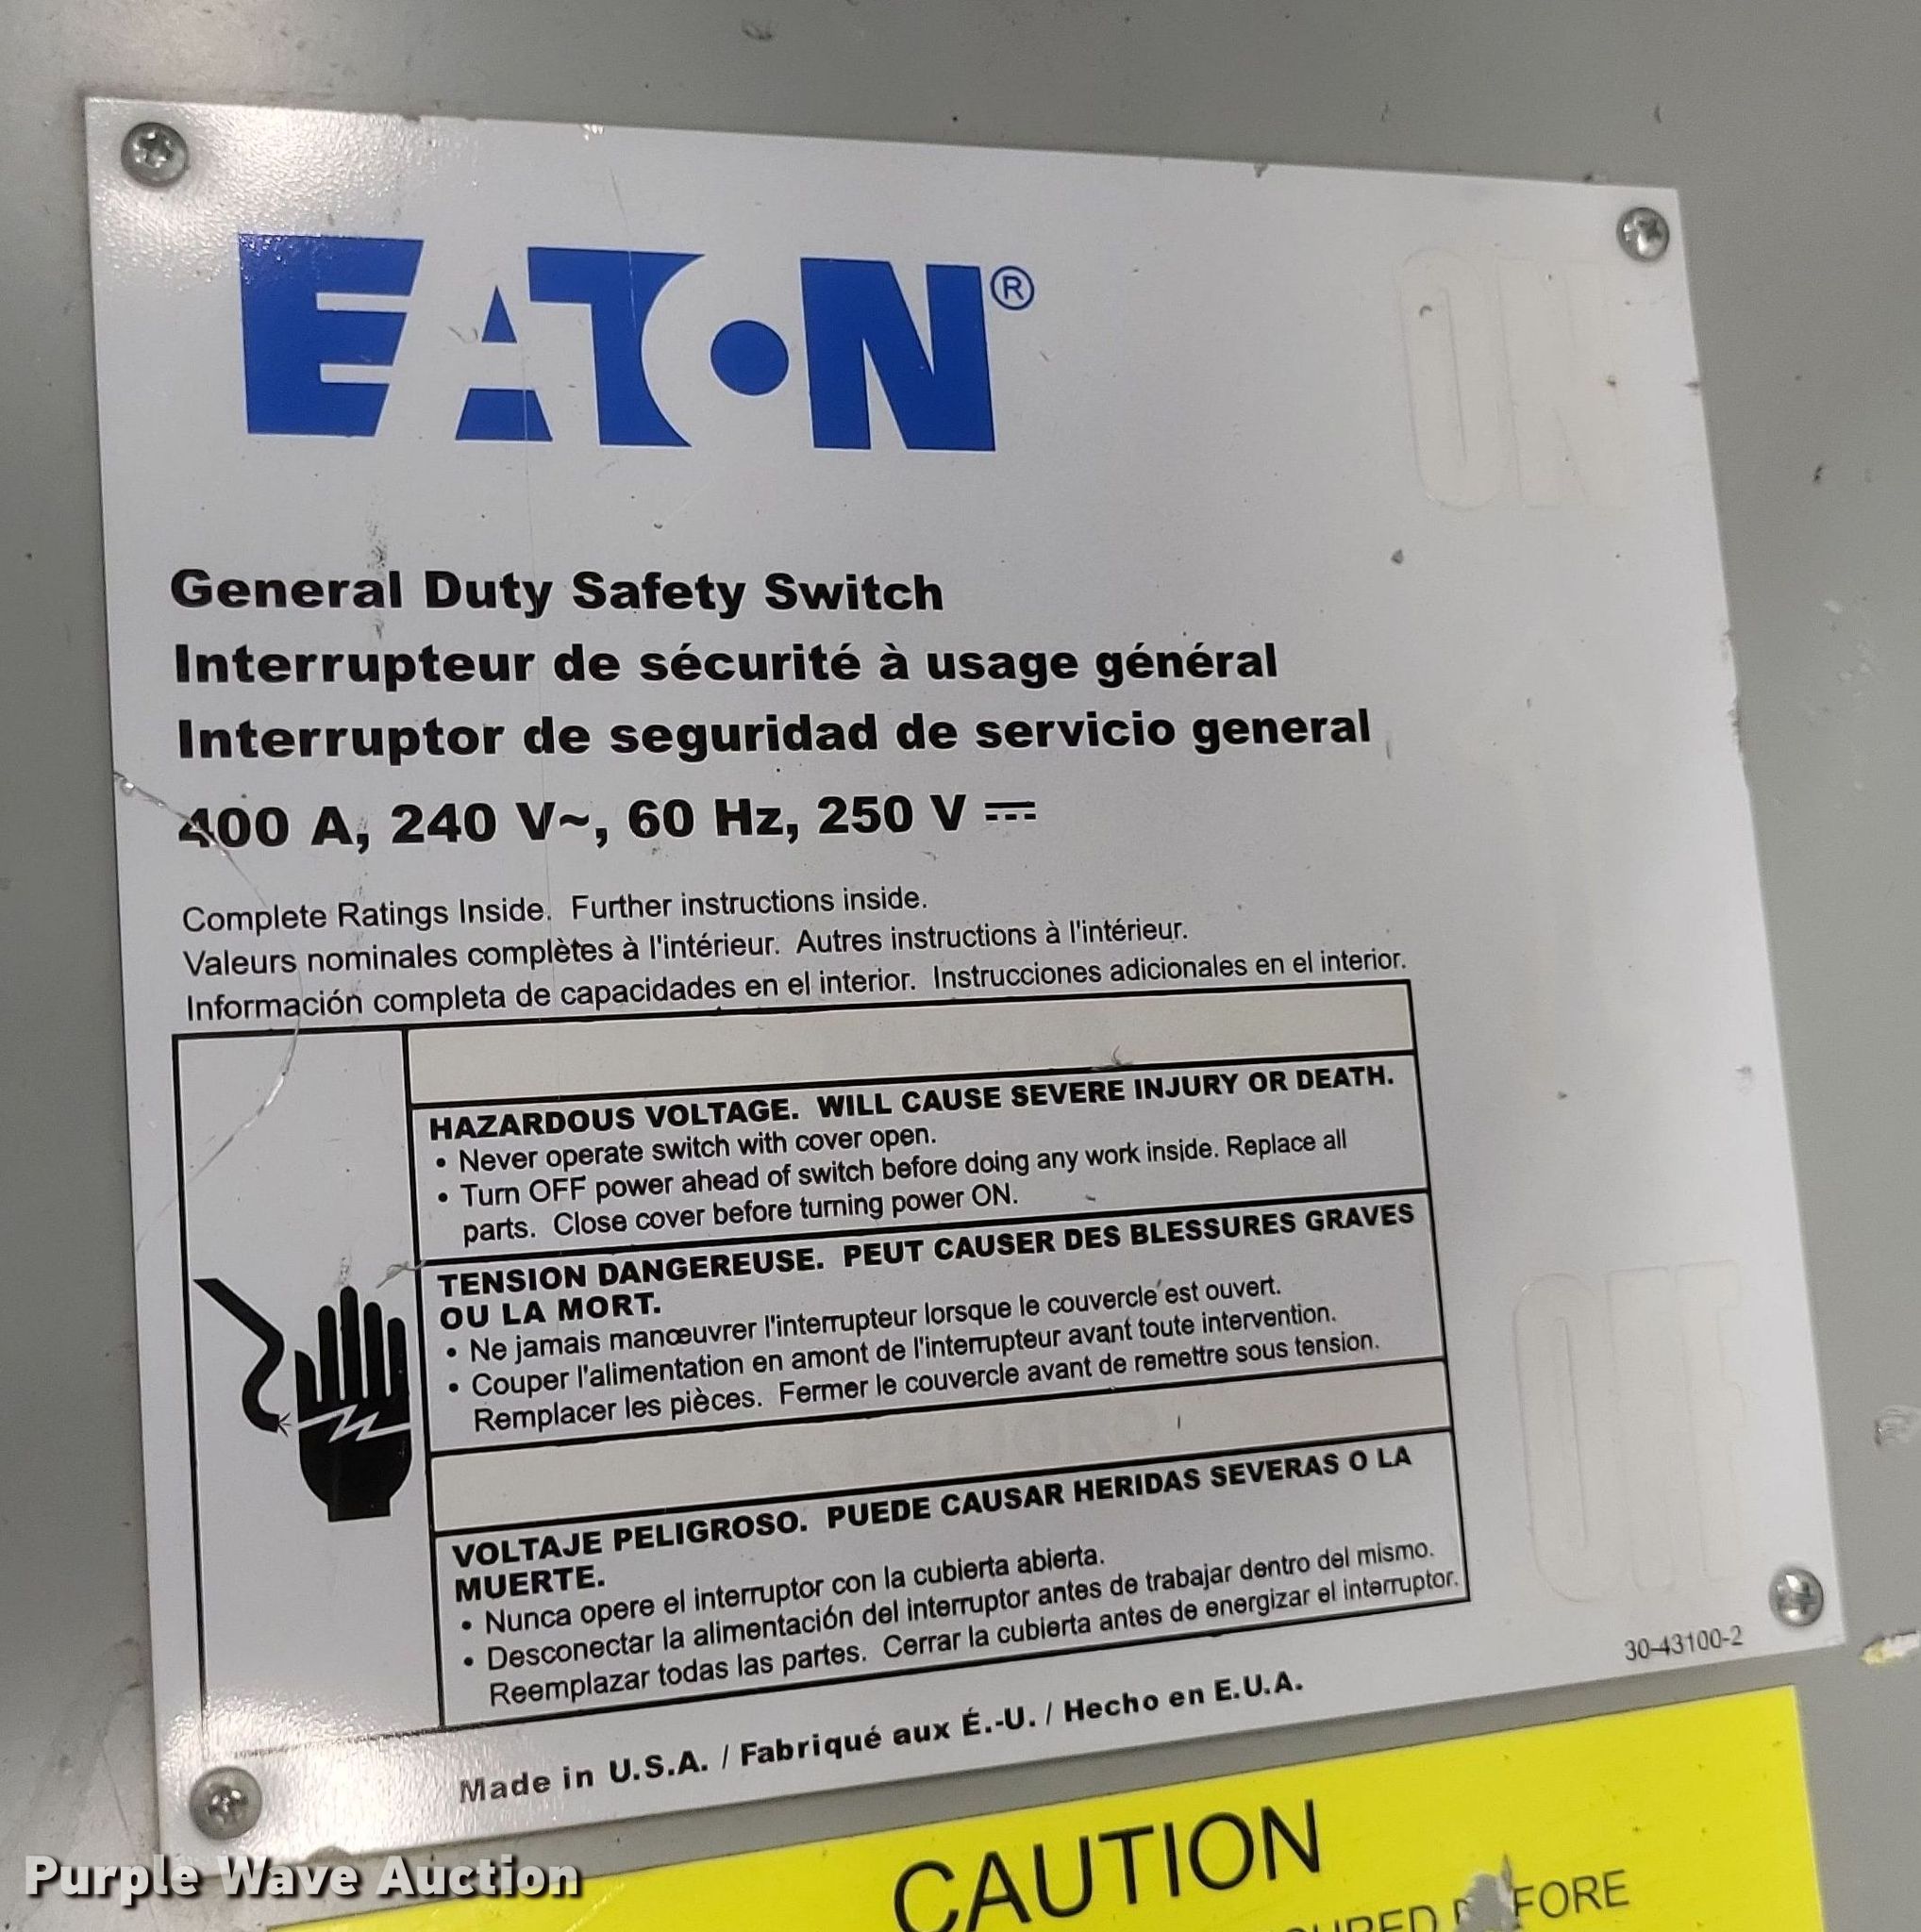 EATON®
ON
General Duty Safety Switch
Interrupteur de sécurité à usage général
Interruptor de seguridad de servicio general
400 A, 240 V~, 60 Hz, 250 V ⎓
Complete Ratings Inside. Further instructions inside.
Valeurs nominales complètes à l'intérieur. Autres instructions à l'intérieur.
Información completa de capacidades en el interior. Instrucciones adicionales en el interior.
HAZARDOUS VOLTAGE. WILL CAUSE SEVERE INJURY OR DEATH.
• Never operate switch with cover open.
• Turn OFF power ahead of switch before doing any work inside. Replace all
parts. Close cover before turning power ON.
TENSION DANGEREUSE. PEUT CAUSER DES BLESSURES GRAVES
OU LA MORT.
• Ne jamais manœuvrer l'interrupteur lorsque le couvercle est ouvert.
• Couper l'alimentation en amont de l'interrupteur avant toute intervention.
Remplacer les pièces. Fermer le couvercle avant de remettre sous tension.
PELIGRO
VOLTAJE PELIGROSO. PUEDE CAUSAR HERIDAS SEVERAS O LA
MUERTE.
• Nunca opere el interruptor con la cubierta abierta.
• Desconectar la alimentación del interruptor antes de trabajar dentro del mismo.
Reemplazar todas las partes. Cerrar la cubierta antes de energizar el interruptor.
OFF
30-43100-2
Made in U.S.A. / Fabriqué aux É.-U. / Hecho en E.U.A.
CAUTION
Purple Wave Auction